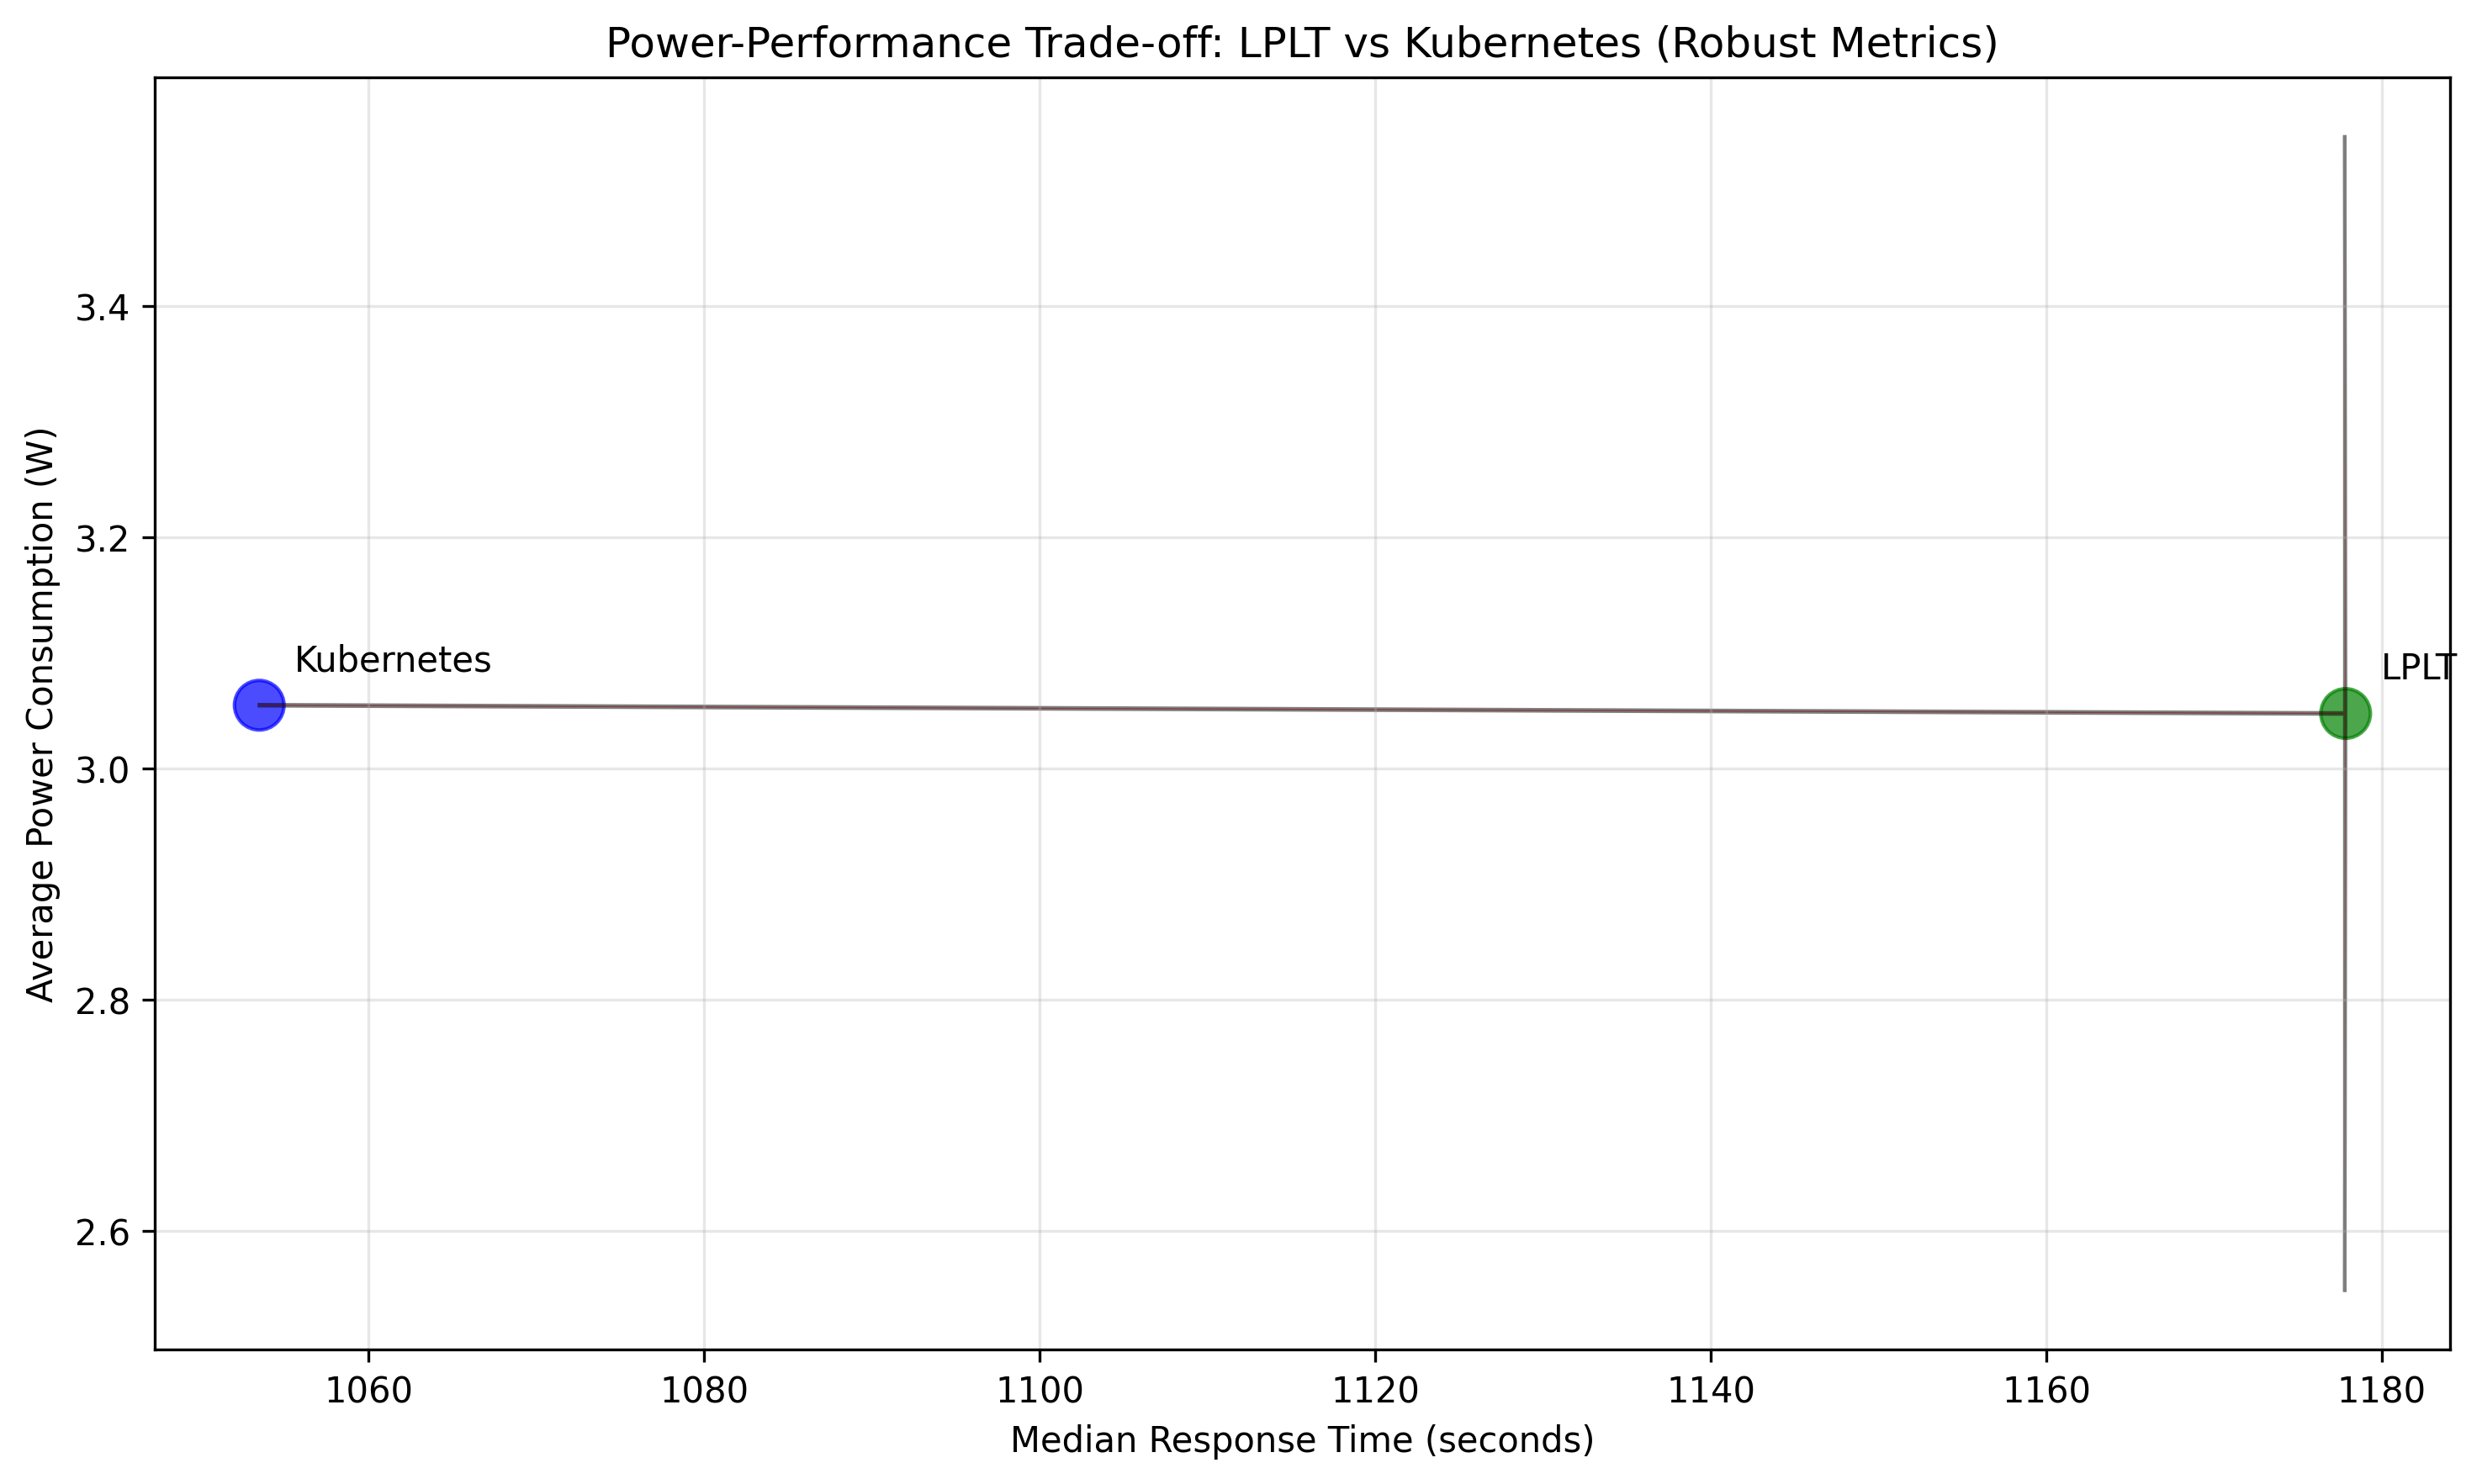 Power-Performance Trade-off: LPLT vs Kubernetes (Robust Metrics)
Average Power Consumption (W)
3.4
3.2
3.0
2.8
2.6
Kubernetes
LPLT
1060 1080 1100 1120 1140 1160 1180
Median Response Time (seconds)